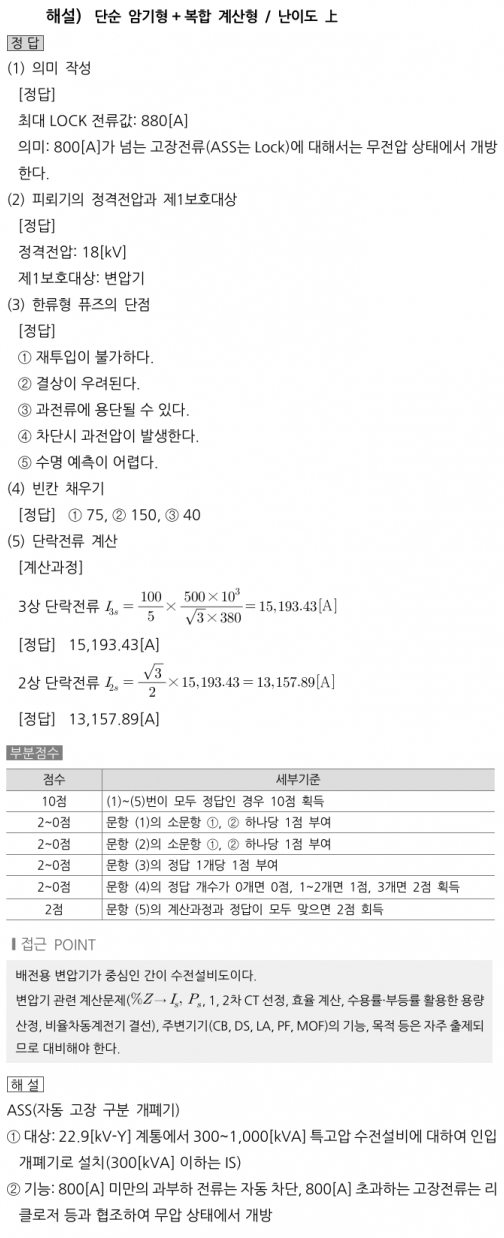 해설) 단순 암기형 + 복합 계산형 / 난이도 上
정 답
(1) 의미 작성
[정답]
최대 LOCK 전류값: 880[A]
의미: 800[A]가 넘는 고장전류(ASS는 Lock)에 대해서는 무전압 상태에서 개방
한다.
(2) 피뢰기의 정격전압과 제1보호대상
[정답]
정격전압: 18[kV]
제1보호대상: 변압기
(3) 한류형 퓨즈의 단점
[정답]
① 재투입이 불가하다.
② 결상이 우려된다.
③ 과전류에 용단될 수 있다.
④ 차단시 과전압이 발생한다.
⑤ 수명 예측이 어렵다.
(4) 빈칸 채우기
[정답] ① 75, ② 150, ③ 40
(5) 단락전류 계산
[계산과정]
3상 단락전류 I_{3s} = 100/5 × (500×10^3)/(√3×380) = 15,193.43[A]
[정답] 15,193.43[A]
2상 단락전류 I_{2s} = √3/2 × 15,193.43 = 13,157.89[A]
[정답] 13,157.89[A]
부분점수
점수 세부기준
10점 (1)~(5)번이 모두 정답인 경우 10점 획득
2~0점 문항 (1)의 소문항 ①, ② 하나당 1점 부여
2~0점 문항 (2)의 소문항 ①, ② 하나당 1점 부여
2~0점 문항 (3)의 정답 1개당 1점 부여
2~0점 문항 (4)의 정답 개수가 0개면 0점, 1~2개면 1점, 3개면 2점 획득
2점 문항 (5)의 계산과정과 정답이 모두 맞으면 2점 회득
접근 POINT
배전용 변압기가 중심인 간이 수전설비도이다.
변압기 관련 계산문제(%Z→I_s, P_s, 1, 2차 CT 선정, 효율 계산, 수용률·부등률 활용한 용량
산정, 비율차동계전기 결선), 주변기기(CB, DS, LA, PF, MOF)의 기능, 목적 등은 자주 출제되
므로 대비해야 한다.
해 설
ASS(자동 고장 구분 개폐기)
① 대상: 22.9[kV-Y] 계통에서 300~1,000[kVA] 특고압 수전설비에 대하여 인입
개폐기로 설치(300[kVA] 이하는 IS)
② 기능: 800[A] 미만의 과부하 전류는 자동 차단, 800[A] 초과하는 고장전류는 리
클로저 등과 협조하여 무압 상태에서 개방